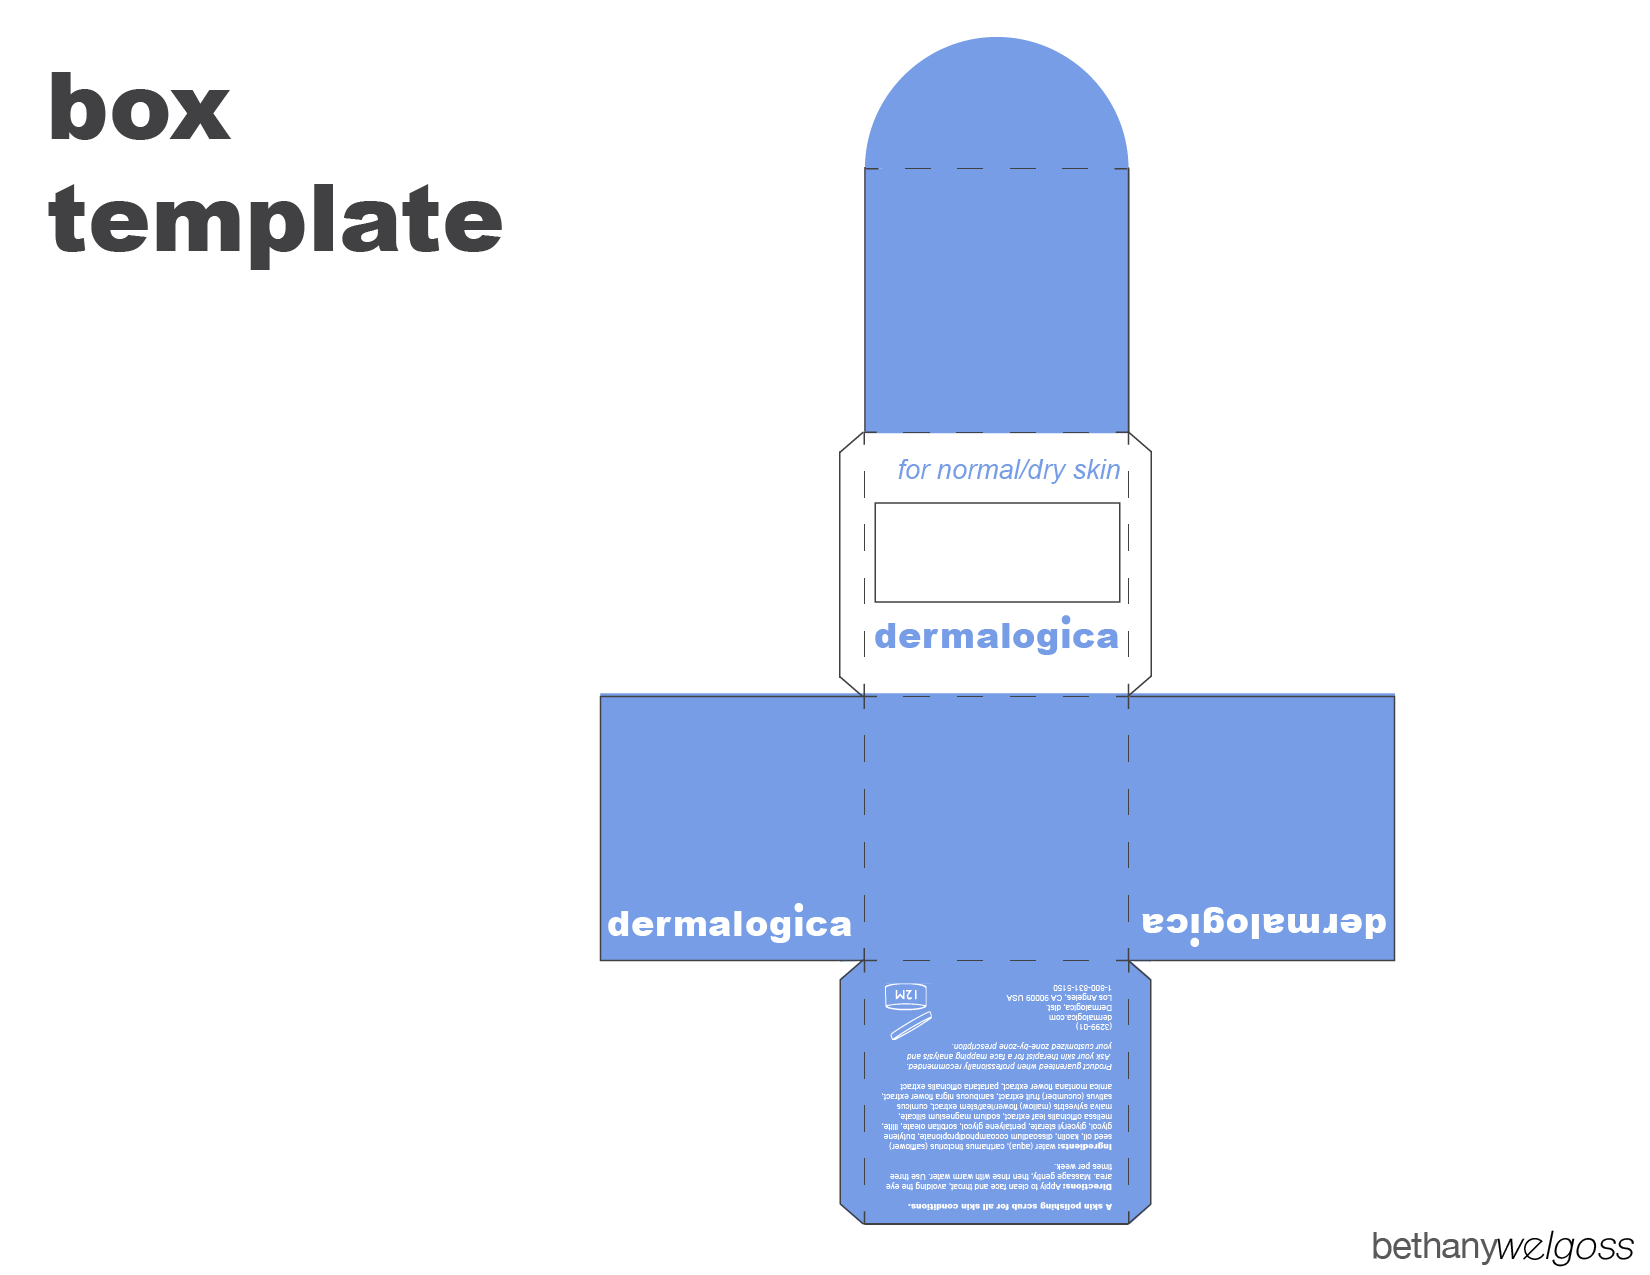 box
template
for normal/dry skin
dermalogica
dermalogica
dermalogica
A skin polishing scrub for all skin conditions.
Directions: Apply to clean face and throat, avoiding the eye
area. Massage gently, then rinse with warm water. Use three
times per week.
Ingredients: water (aqua), carthamus tinctorius (safflower)
seed oil, kaolin, dissoadium cocoamphodpropionate, butylene
glycol, glyceryl sterate, pentalyene glycol, sorbitan oleate, illite,
melissa officinalis leaf extract, sodium magnesium silicate,
malva sylvestris (mallow) flower/leaf/stem extract, cumicus
sativus (cucumber) fruit extract, sambucus nigra flower extract,
arnica montana flower extract, pariataria officinalis extract
Product guaranteed when professionally recommended.
Ask your skin therapist for a face mapping analysis and
your customized zone-by-zone prescription.
(3299-01)
dermalogica.com
Dermalogica, dist.
Los Angeles, CA 90009 USA
1-800-831-5150
12M
bethanywelgoss